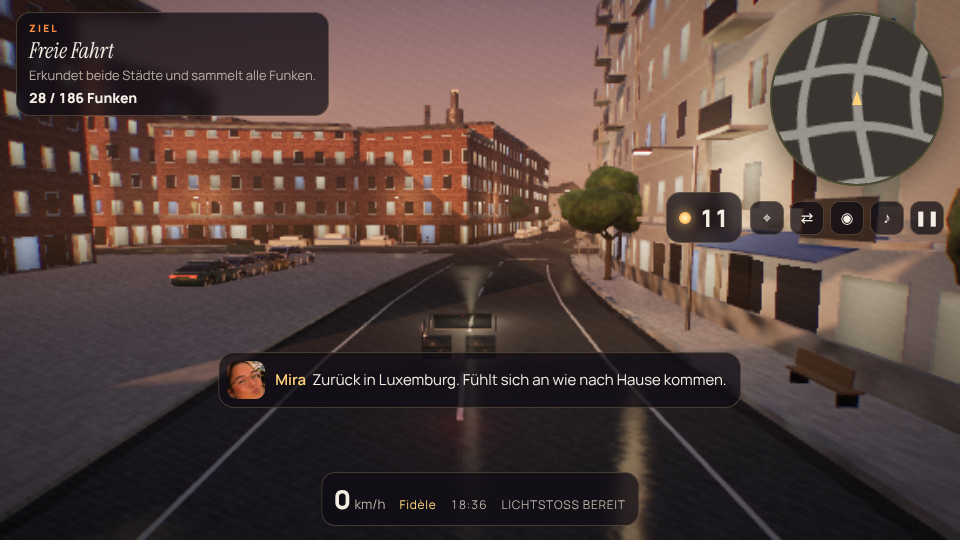 ZIEL
Freie Fahrt
Erkundet beide Städte und sammelt alle Funken.
28 / 186 Funken
11
Mira Zurück in Luxemburg. Fühlt sich an wie nach Hause kommen.
0 km/h Fidèle 18:36 LICHTSTOSS BEREIT